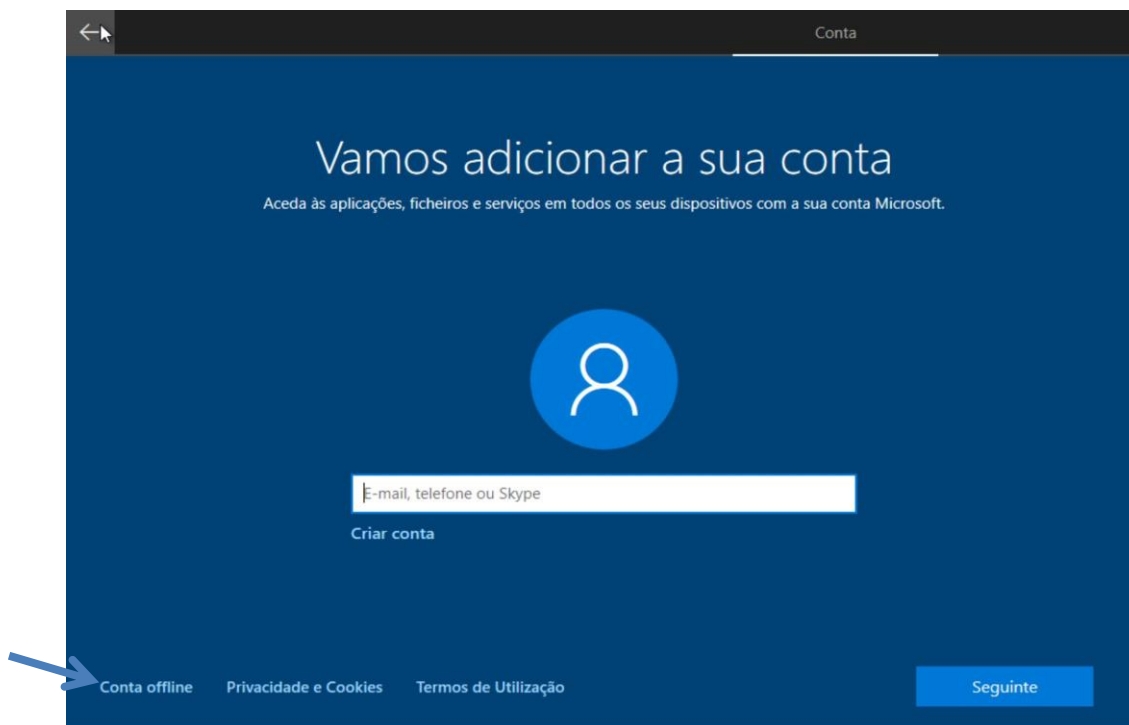 Conta
Vamos adicionar a sua conta
Aceda às aplicações, ficheiros e serviços em todos os seus dispositivos com a sua conta Microsoft.
E-mail, telefone ou Skype
Criar conta
Conta offline Privacidade e Cookies Termos de Utilização Seguinte